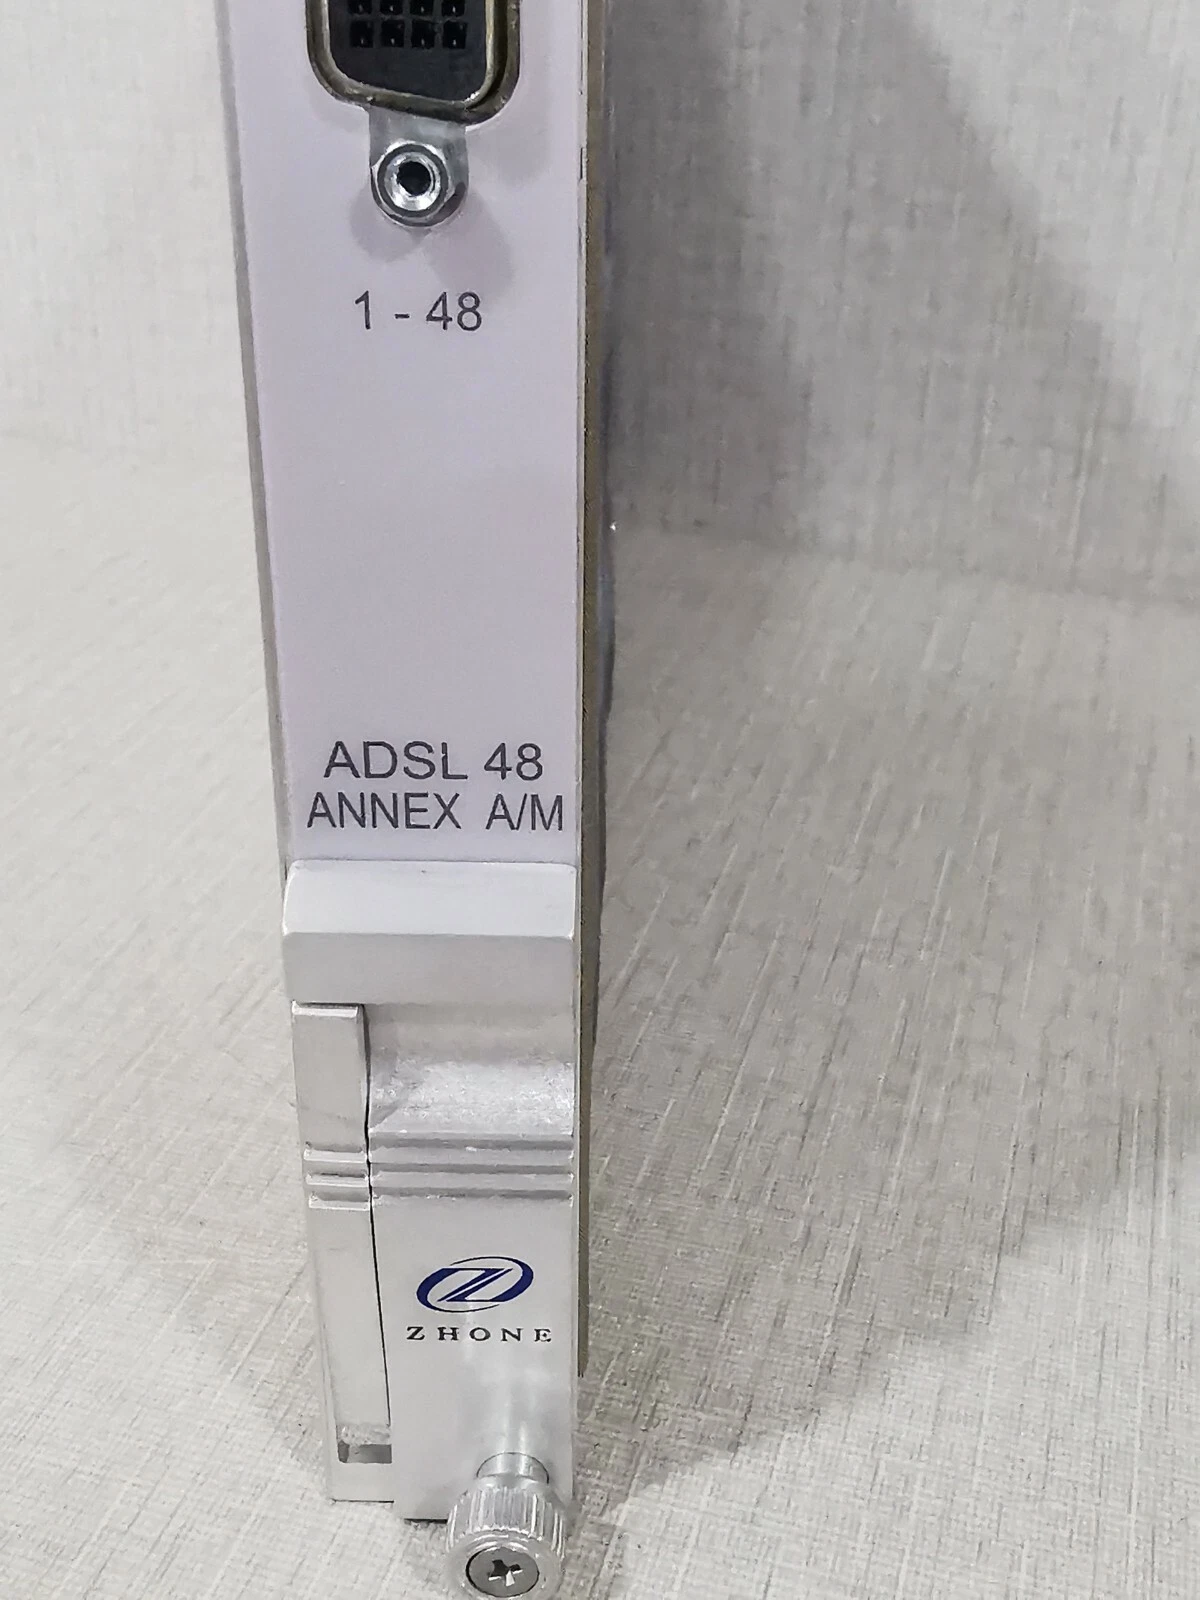 1 - 48
ADSL 48
ANNEX A/M
ZHONE